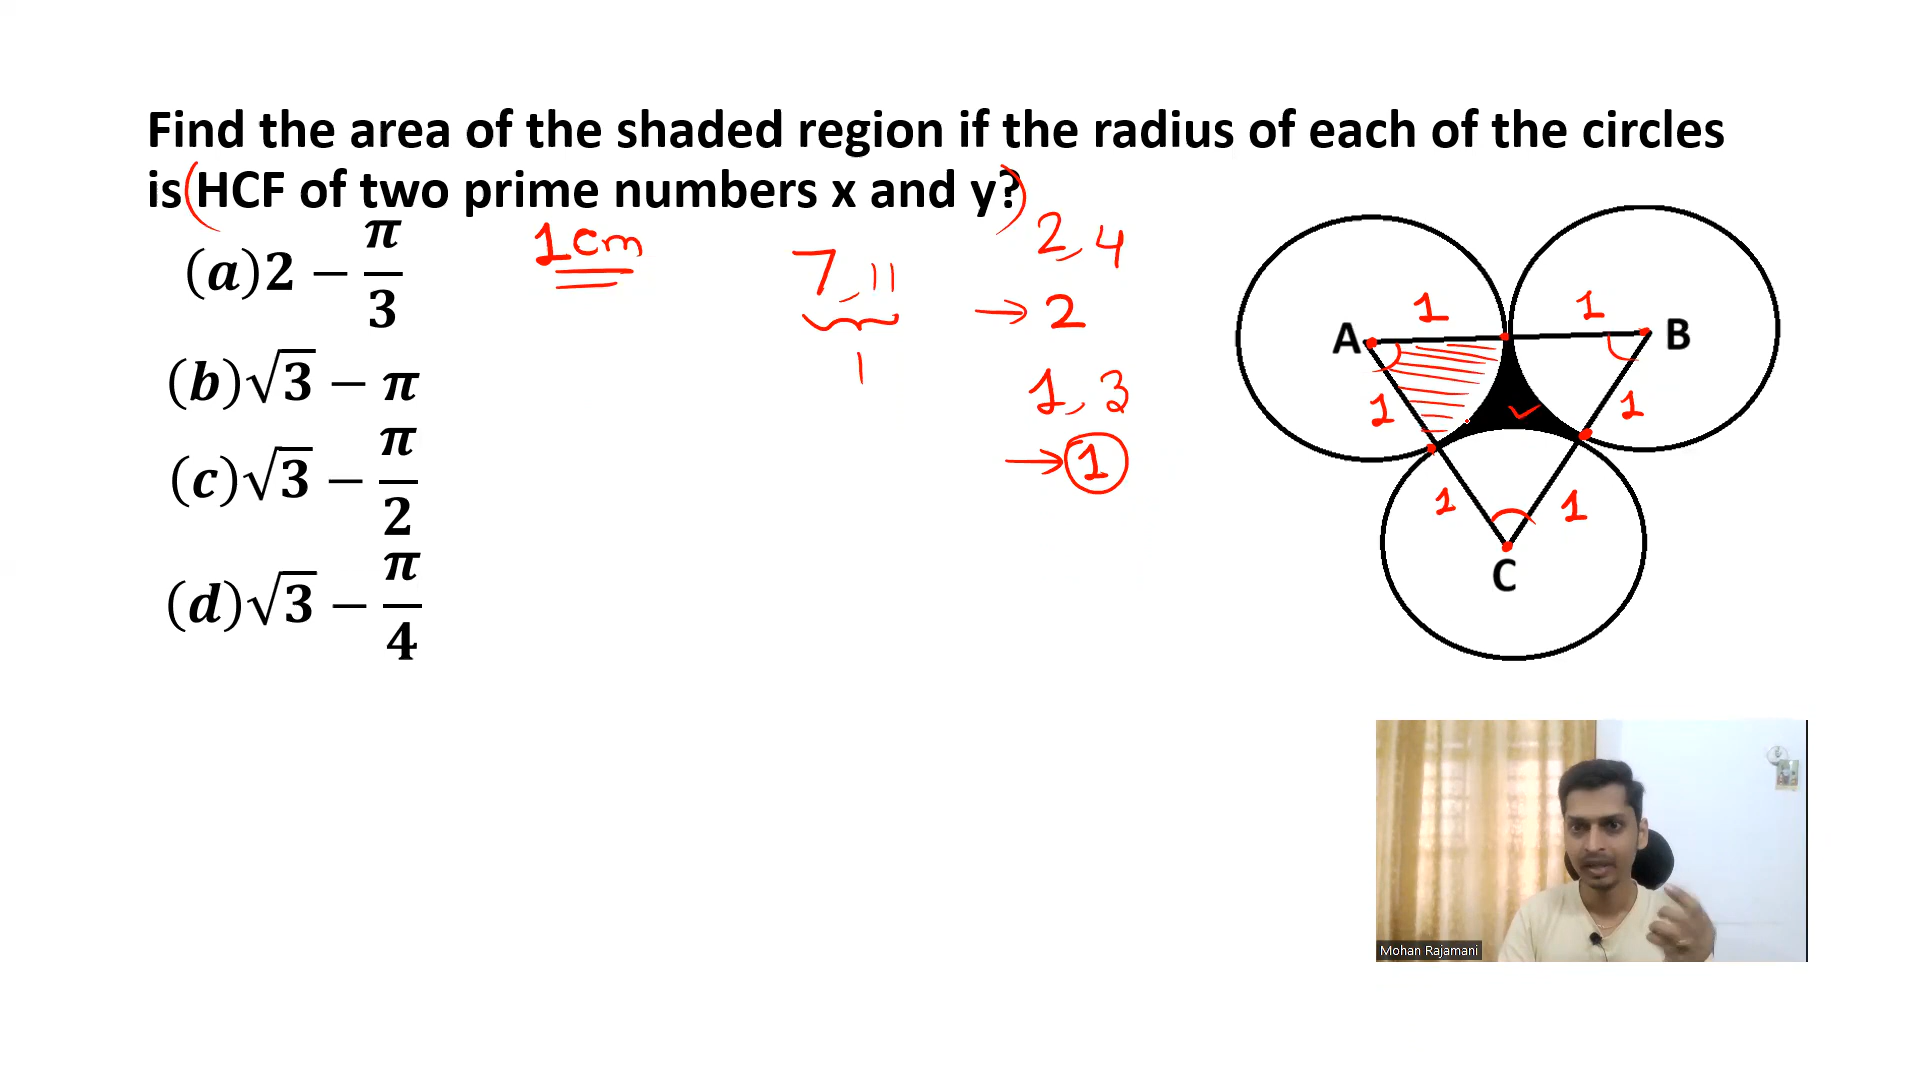 Find the area of the shaded region if the radius of each of the circles
is (HCF of two prime numbers x and y?)
(a) 2 − π/3
(b) √3 − π
(c) √3 − π/2
(d) √3 − π/4
1cm
7, 11
1
2, 4
→ 2
1, 3
→ 1
A
1
1
B
1
1
1
1
C
Mohan Rajamani